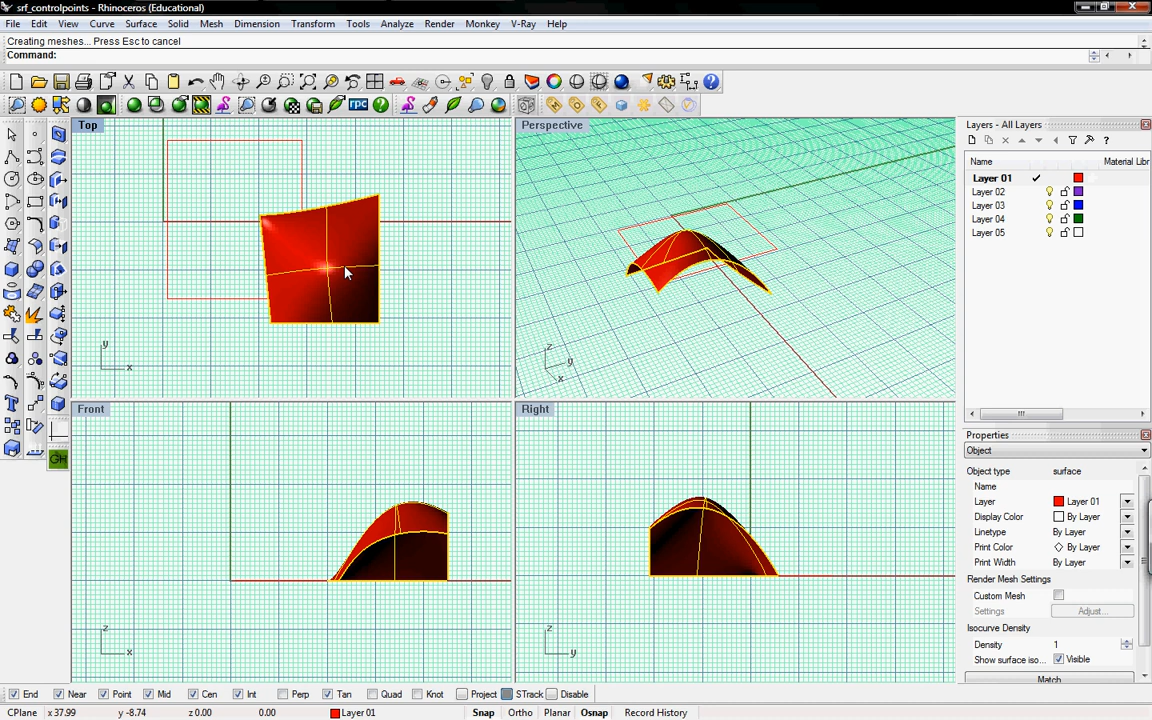 srf_controlpoints - Rhinoceros (Educational)
File Edit View Curve Surface Solid Mesh Dimension Transform Tools Analyze Render Monkey V-Ray Help
Creating meshes... Press Esc to cancel
Command:
rpc
Top
Perspective
Front
Right
y
x
z
y
x
z
x
z
y
GH
Layers - All Layers
Name Material Libr
Layer 01
Layer 02
Layer 03
Layer 04
Layer 05
Properties
Object
Object type surface
Name
Layer Layer 01
Display Color By Layer
Linetype By Layer
Print Color By Layer
Print Width By Layer
Render Mesh Settings
Custom Mesh
Settings Adjust...
Isocurve Density
Density 1
Show surface iso... Visible
Match
End Near Point Mid Cen Int Perp Tan Quad Knot Project STrack Disable
CPlane x 37.99 y -8.74 z 0.00 0.00 Layer 01 Snap Ortho Planar Osnap Record History